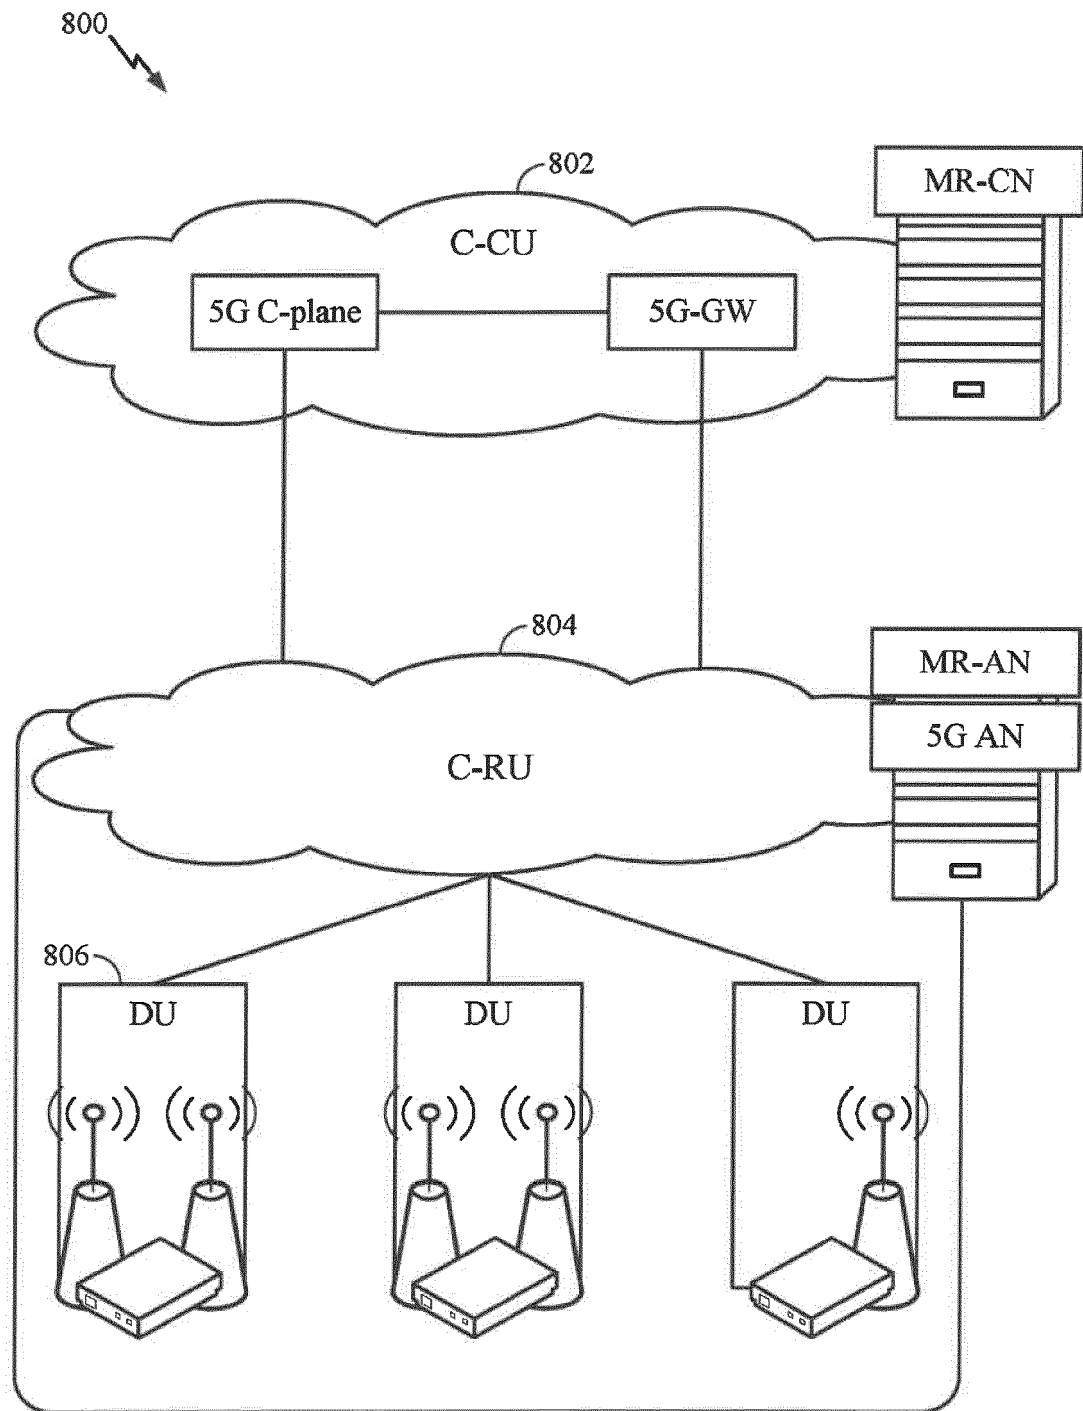 800
802
MR-CN
C-CU
5G C-plane
5G-GW
804
MR-AN
5G AN
C-RU
806
DU
DU
DU